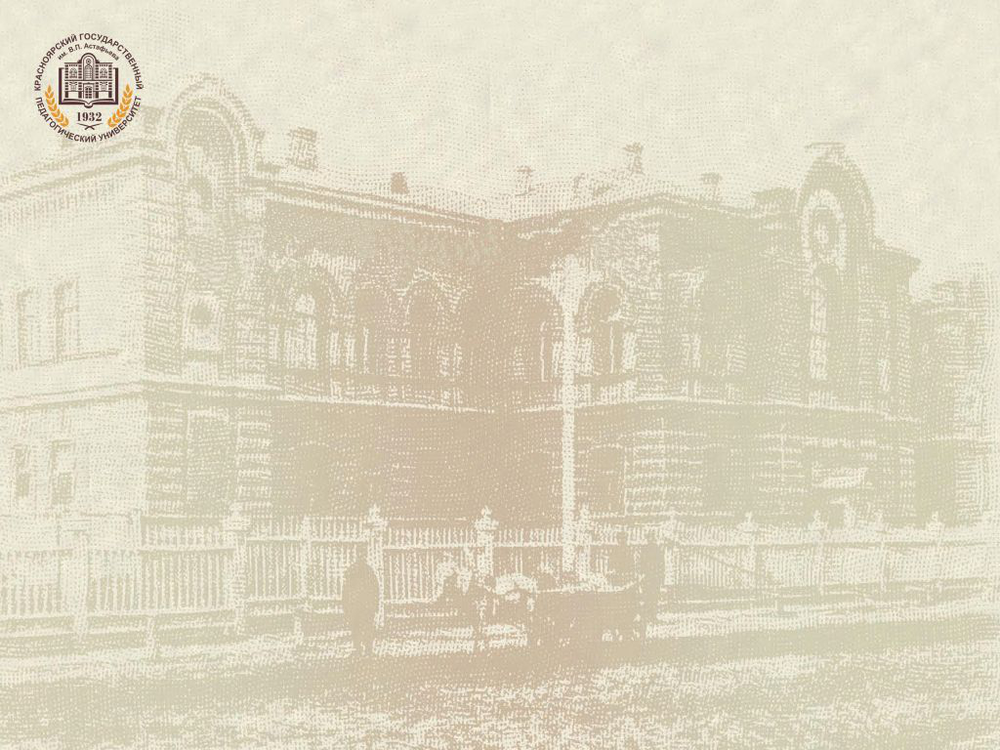 КРАСНОЯРСКИЙ ГОСУДАРСТВЕННЫЙ
им. В.П. Астафьева
1932
ПЕДАГОГИЧЕСКИЙ УНИВЕРСИТЕТ